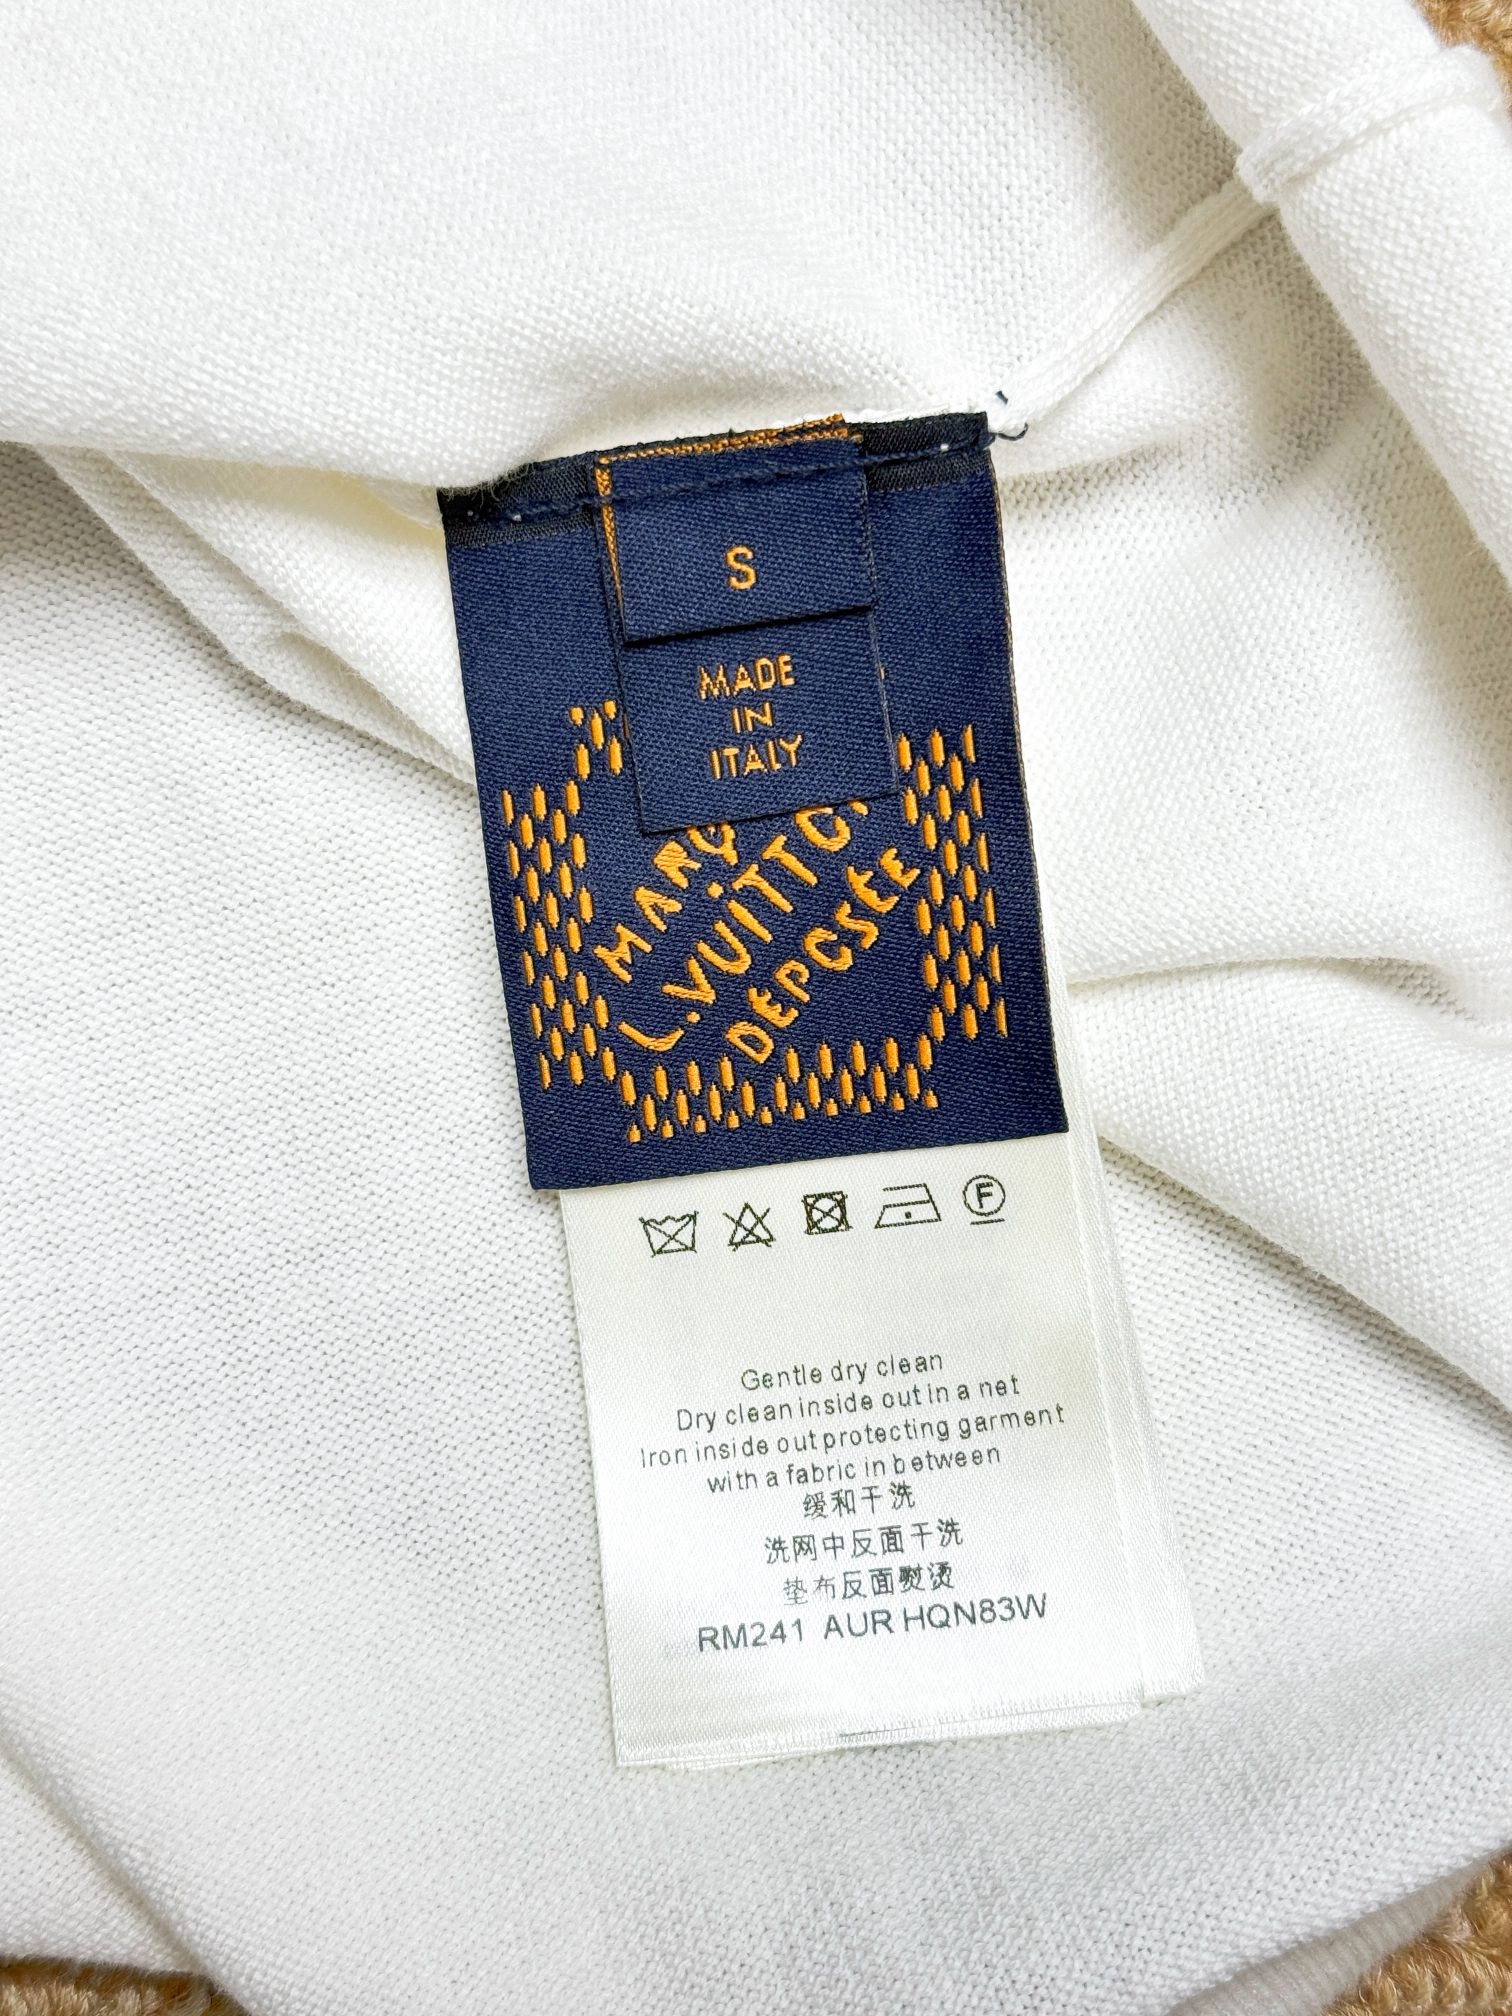 S
MADE
IN
ITALY
L.VUITTON
DEPOSEE
F
Gentle dry clean
Dry clean inside out in a net
Iron inside out protecting garment
with a fabric in between
缓和干洗
洗网中反面干洗
垫布反面熨烫
RM241 AUR HQN83W